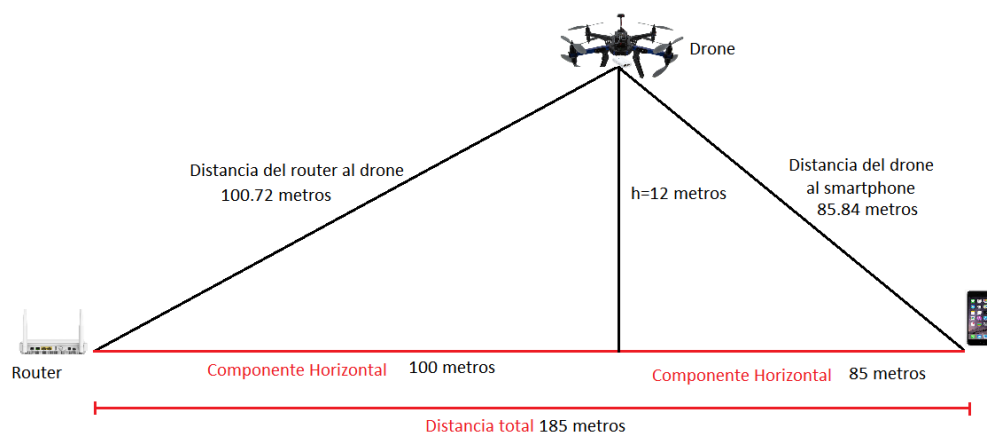 Drone
Distancia del router al drone
100.72 metros
h=12 metros
Distancia del drone
al smartphone
85.84 metros
Router
Componente Horizontal 100 metros
Componente Horizontal 85 metros
Distancia total 185 metros